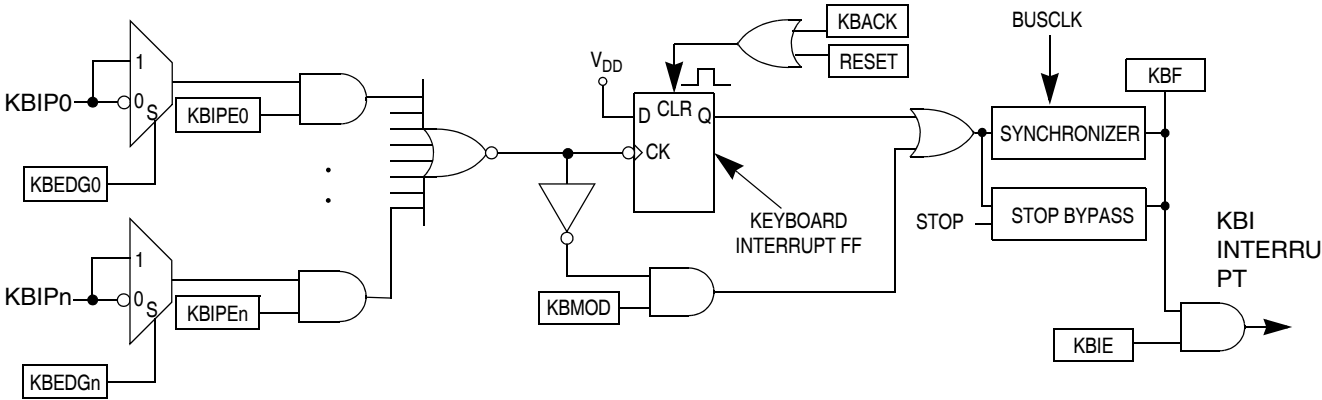 KBACK
RESET
BUSCLK
VDD
KBF
1
KBIP0
0
S
KBIPE0
D CLR Q
CK
SYNCHRONIZER
KBEDG0
STOP BYPASS
STOP
KEYBOARD
INTERRUPT FF
KBI
INTERRU
PT
1
KBIPn
0
S
KBIPEn
KBMOD
KBIE
KBEDGn